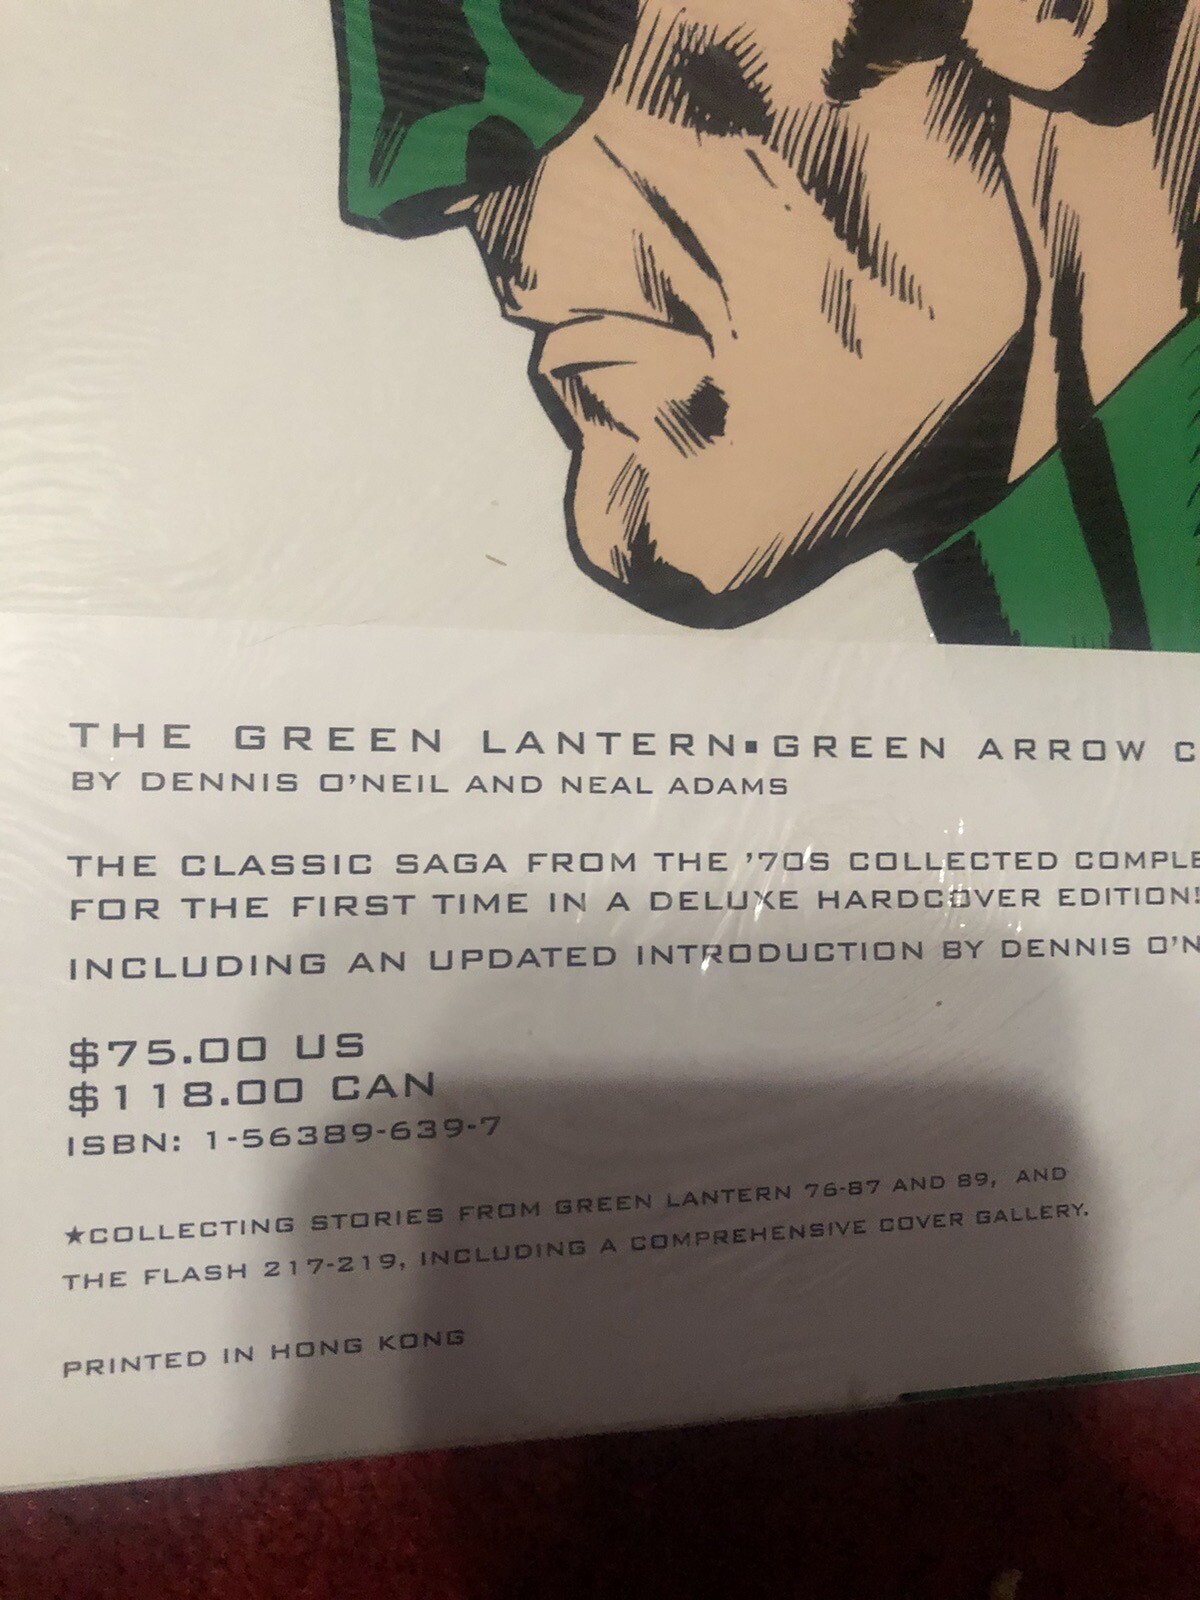 THE GREEN LANTERN▪GREEN ARROW C
BY DENNIS O'NEIL AND NEAL ADAMS
THE CLASSIC SAGA FROM THE '70S COLLECTED COMPLE
FOR THE FIRST TIME IN A DELUXE HARDCOVER EDITION!
INCLUDING AN UPDATED INTRODUCTION BY DENNIS O'N
$75.00 US
$118.00 CAN
ISBN: 1-56389-639-7
★COLLECTING STORIES FROM GREEN LANTERN 76-87 AND 89, AND
THE FLASH 217-219, INCLUDING A COMPREHENSIVE COVER GALLERY.
PRINTED IN HONG KONG